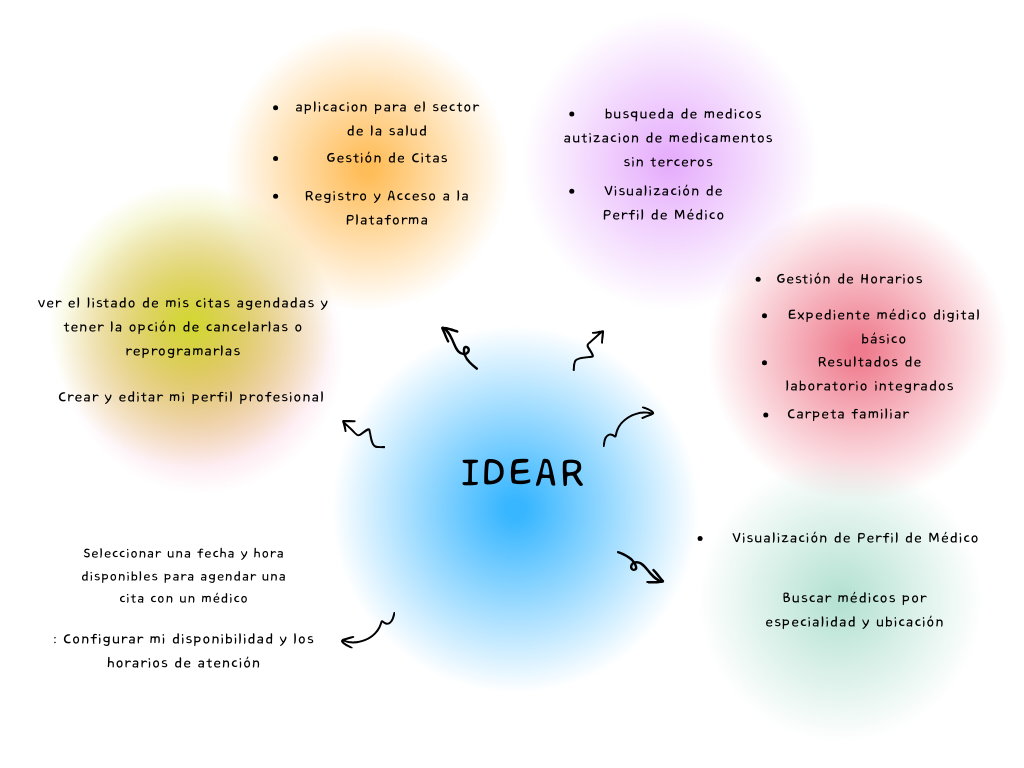 • aplicacion para el sector
de la salud
• Gestión de Citas
• Registro y Acceso a la
Plataforma
• busqueda de medicos
autizacion de medicamentos
sin terceros
• Visualización de
Perfil de Médico
ver el listado de mis citas agendadas y
tener la opción de cancelarlas o
reprogramarlas
Crear y editar mi perfil profesional
• Gestión de Horarios
• Expediente médico digital
básico
• Resultados de
laboratorio integrados
• Carpeta familiar
IDEAR
Seleccionar una fecha y hora
disponibles para agendar una
cita con un médico
: Configurar mi disponibilidad y los
horarios de atención
• Visualización de Perfil de Médico
Buscar médicos por
especialidad y ubicación